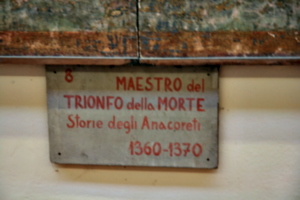 8
MAESTRO del
TRIONFO della MORTE
Storie degli Anacoreti
1360-1370